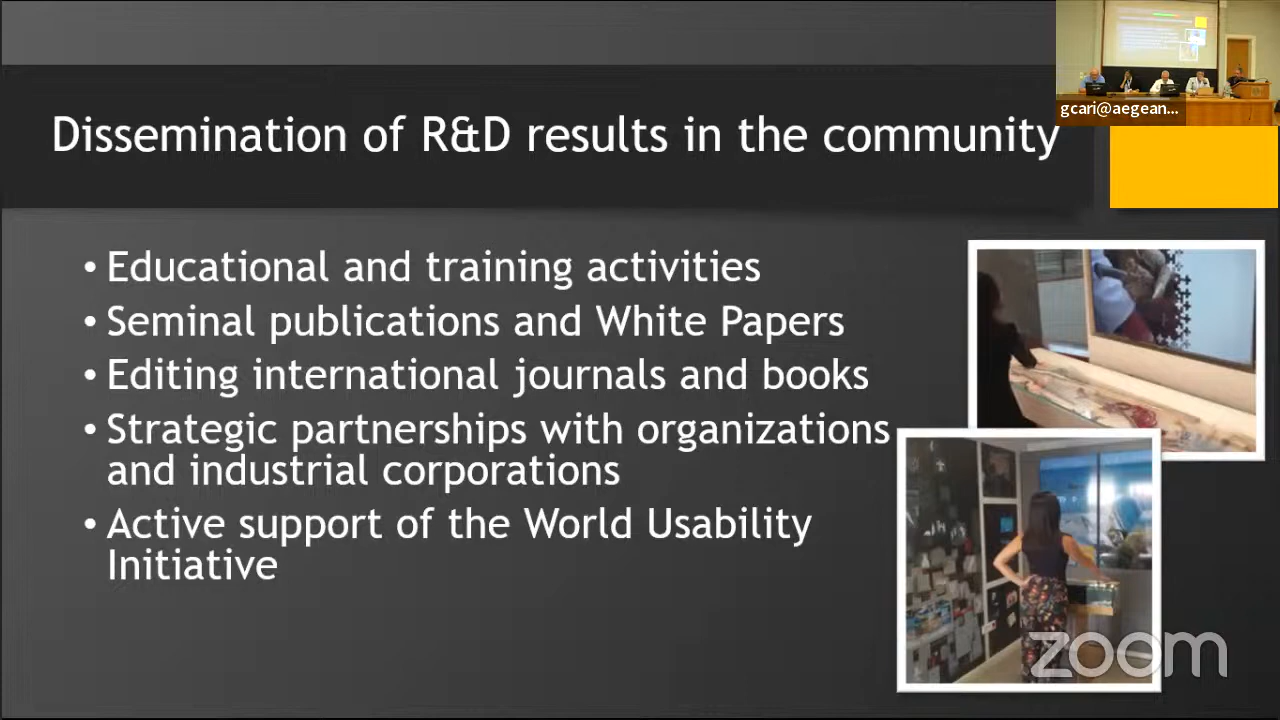 gcari@aegean...
Dissemination of R&D results in the community
• Educational and training activities
• Seminal publications and White Papers
• Editing international journals and books
• Strategic partnerships with organizations
and industrial corporations
• Active support of the World Usability
Initiative
zoom